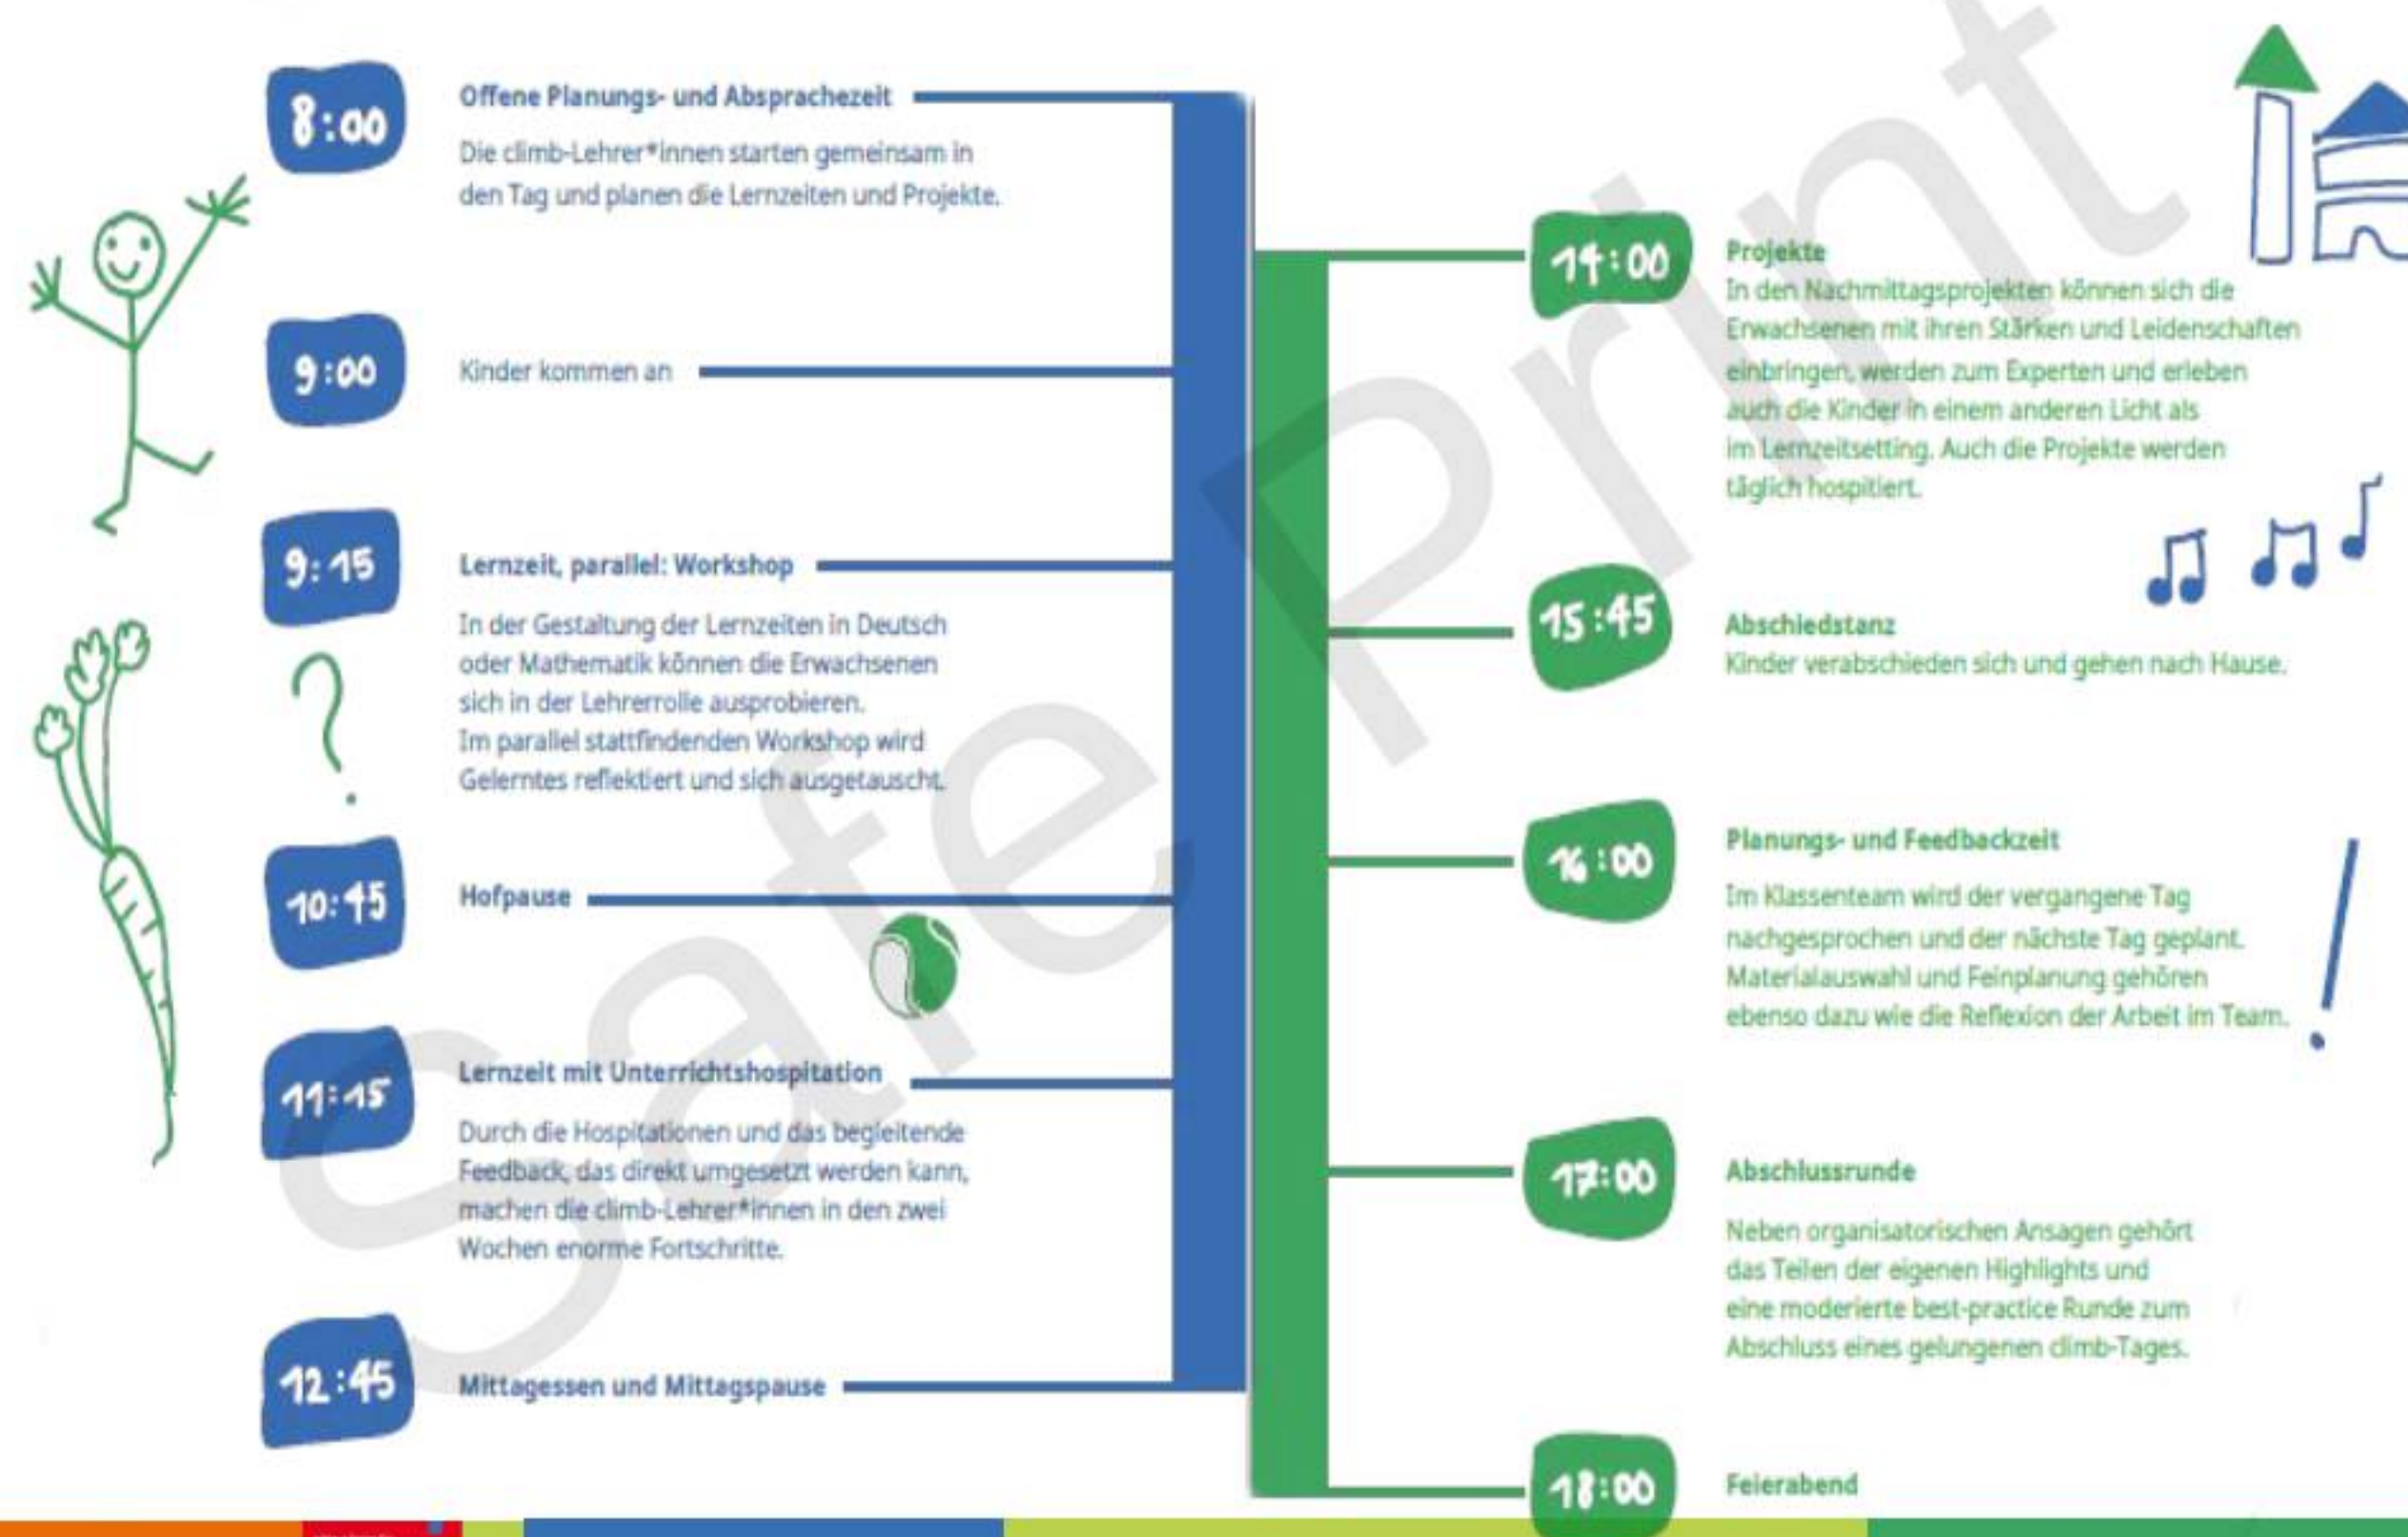 8:00
Offene Planungs- und Absprachezeit
Die climb-Lehrer*innen starten gemeinsam in
den Tag und planen die Lernzeiten und Projekte.
9:00
Kinder kommen an
9:15
Lernzeit, parallel: Workshop
In der Gestaltung der Lernzeiten in Deutsch
oder Mathematik können die Erwachsenen
sich in der Lehrerrolle ausprobieren.
Im parallel stattfindenden Workshop wird
Gelerntes reflektiert und sich ausgetauscht.
?
10:45
Hofpause
11:15
Lernzeit mit Unterrichtshospitation
Durch die Hospitationen und das begleitende
Feedback, das direkt umgesetzt werden kann,
machen die climb-Lehrer*innen in den zwei
Wochen enorme Fortschritte.
12:45
Mittagessen und Mittagspause
14:00
Projekte
In den Nachmittagsprojekten können sich die
Erwachsenen mit ihren Stärken und Leidenschaften
einbringen, werden zum Experten und erleben
auch die Kinder in einem anderen Licht als
im Lernzeitsetting. Auch die Projekte werden
täglich hospitiert.
15:45
Abschiedstanz
Kinder verabschieden sich und gehen nach Hause.
16:00
Planungs- und Feedbackzeit
Im Klassenteam wird der vergangene Tag
nachgesprochen und der nächste Tag geplant.
Materialauswahl und Feinplanung gehören
ebenso dazu wie die Reflexion der Arbeit im Team.
!
17:00
Abschlussrunde
Neben organisatorischen Ansagen gehört
das Teilen der eigenen Highlights und
eine moderierte best-practice Runde zum
Abschluss eines gelungenen climb-Tages.
18:00
Feierabend
Safe Print